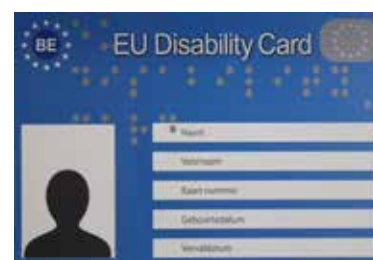 BE
EU Disability Card
Naam
Voornaam
Kaart nummer
Geboortedatum
Vervaldatum